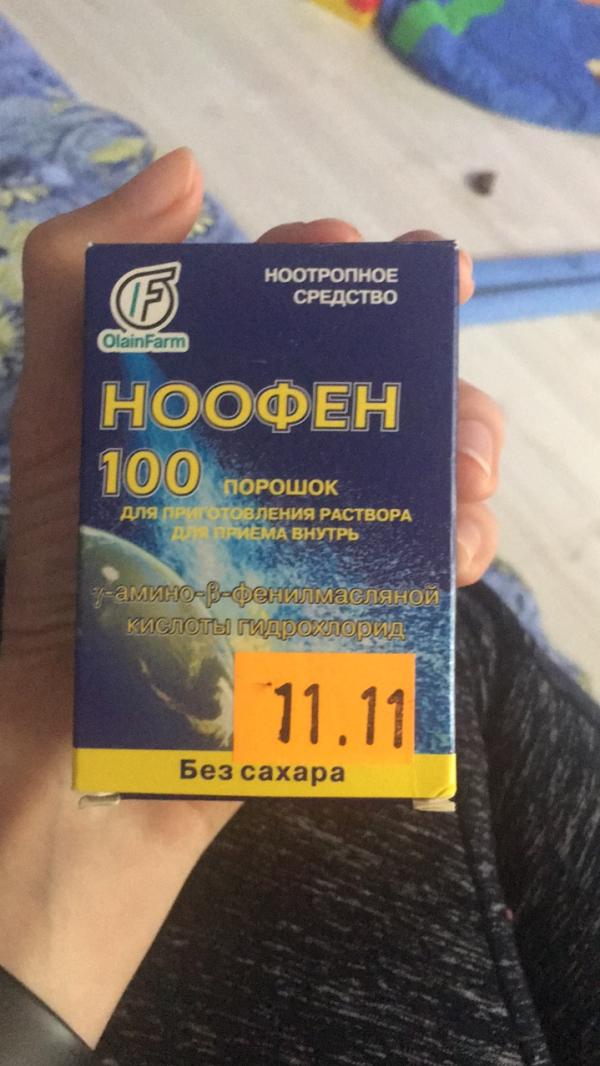 НООТРОПНОЕ
СРЕДСТВО
OlainFarm
НООФЕН
100 ПОРОШОК
ДЛЯ ПРИГОТОВЛЕНИЯ РАСТВОРА
ДЛЯ ПРИЕМА ВНУТРЬ
γ-амино-β-фенилмасляной
кислоты гидрохлорид
11.11
Без сахара